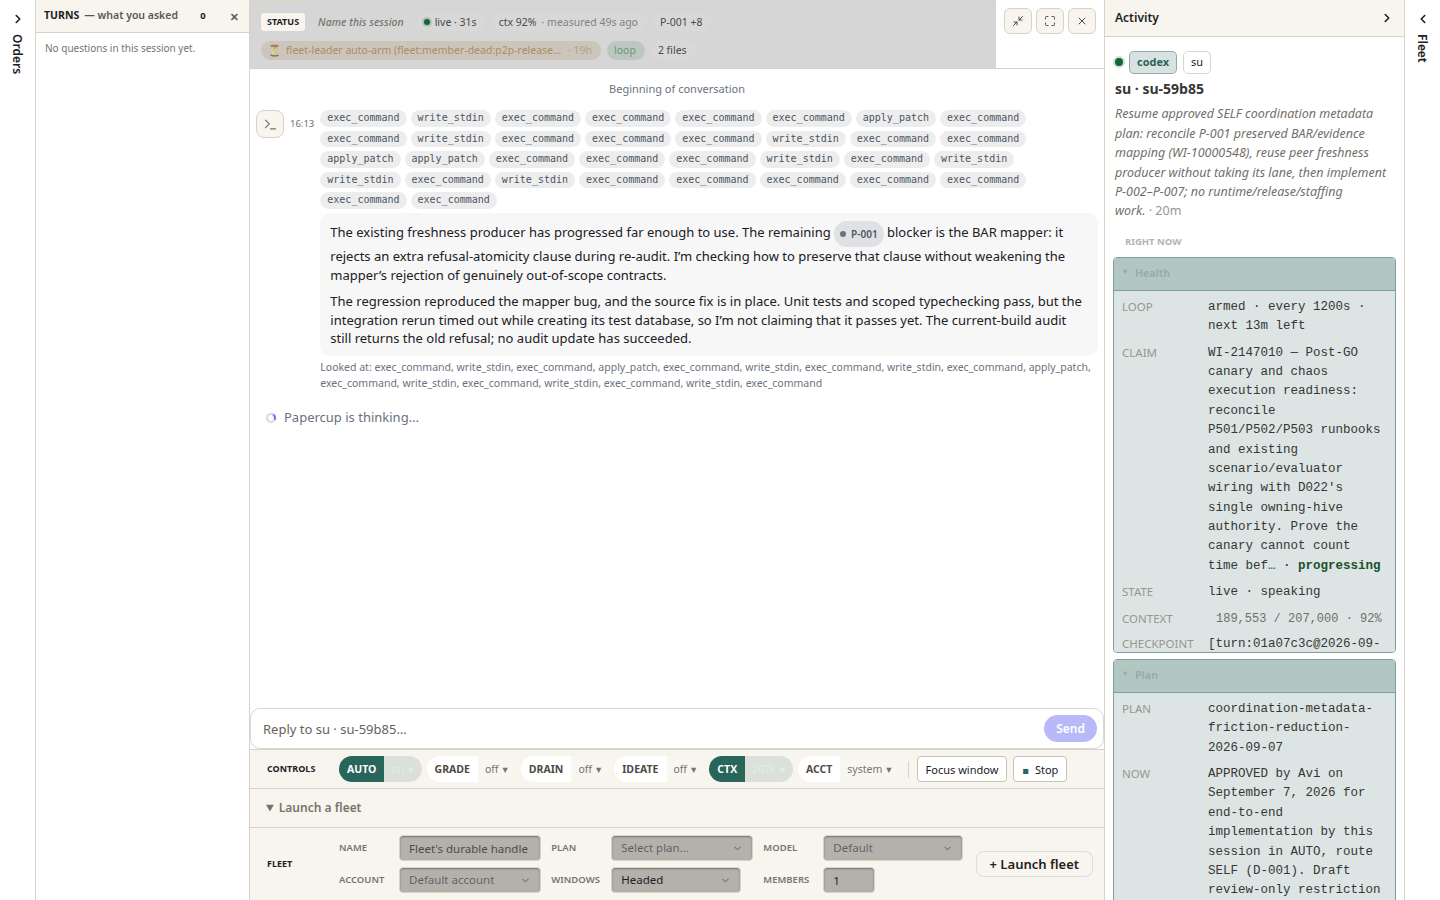 Orders
TURNS — what you asked 0 ×
No questions in this session yet.
STATUS Name this session live · 31s ctx 92% · measured 49s ago P-001 +8
fleet-leader auto-arm (fleet:member-dead:p2p-release... · 19h loop 2 files
Beginning of conversation
16:13 exec_command write_stdin exec_command exec_command exec_command exec_command apply_patch exec_command
exec_command write_stdin exec_command exec_command exec_command write_stdin exec_command exec_command
apply_patch apply_patch exec_command exec_command exec_command write_stdin exec_command write_stdin
write_stdin exec_command write_stdin exec_command exec_command exec_command exec_command exec_command
exec_command exec_command
The existing freshness producer has progressed far enough to use. The remaining P-001 blocker is the BAR mapper: it
rejects an extra refusal-atomicity clause during re-audit. I’m checking how to preserve that clause without weakening the
mapper’s rejection of genuinely out-of-scope contracts.
The regression reproduced the mapper bug, and the source fix is in place. Unit tests and scoped typechecking pass, but the
integration rerun timed out while creating its test database, so I’m not claiming that it passes yet. The current-build audit
still returns the old refusal; no audit update has succeeded.
Looked at: exec_command, write_stdin, exec_command, apply_patch, exec_command, write_stdin, exec_command, write_stdin, exec_command, apply_patch,
exec_command, write_stdin, exec_command, write_stdin, exec_command, write_stdin, exec_command
Papercup is thinking...
Reply to su · su-59b85...
Send
CONTROLS AUTO GRADE off ▾ DRAIN off ▾ IDEATE off ▾ CTX ACCT system ▾ Focus window ■ Stop
▼ Launch a fleet
FLEET NAME Fleet's durable handle PLAN Select plan... MODEL Default
ACCOUNT Default account WINDOWS Headed MEMBERS 1
+ Launch fleet
Activity
codex su
su · su-59b85
Resume approved SELF coordination metadata
plan: reconcile P-001 preserved BAR/evidence
mapping (WI-10000548), reuse peer freshness
producer without taking its lane, then implement
P-002–P-007; no runtime/release/staffing
work. · 20m
RIGHT NOW
Health
LOOP armed · every 1200s ·
next 13m left
CLAIM WI-2147010 — Post-GO
canary and chaos
execution readiness:
reconcile
P501/P502/P503 runbooks
and existing
scenario/evaluator
wiring with D022's
single owning-hive
authority. Prove the
canary cannot count
time bef… · progressing
STATE live · speaking
CONTEXT 189,553 / 207,000 · 92%
CHECKPOINT [turn:01a07c3c@2026-09-
Plan
PLAN coordination-metadata-
friction-reduction-
2026-09-07
NOW APPROVED by Avi on
September 7, 2026 for
end-to-end
implementation by this
session in AUTO, route
SELF (D-001). Draft
review-only restriction
Fleet